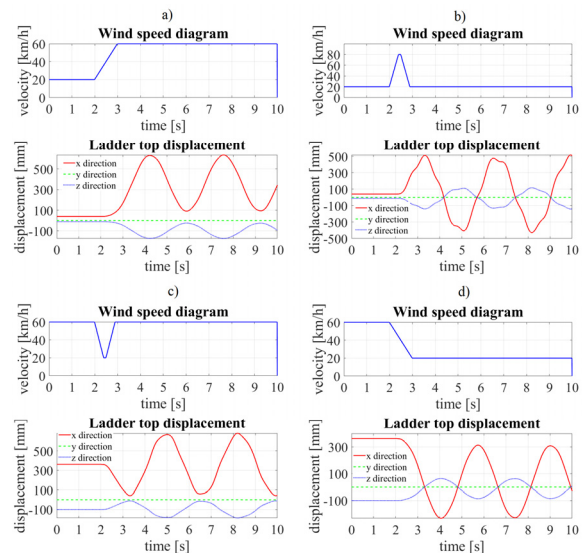 a)
Wind speed diagram
velocity [km/h]
60
40
20
0
0 1 2 3 4 5 6 7 8 9 10
time [s]
Ladder top displacement
displacement [mm]
500
300
100
-100
x direction
y direction
z direction
0 1 2 3 4 5 6 7 8 9 10
time [s]
b)
Wind speed diagram
velocity [km/h]
80
60
40
20
0
0 1 2 3 4 5 6 7 8 9 10
time [s]
Ladder top displacement
displacement [mm]
500
300
100
-100
-300
-500
x direction
y direction
z direction
0 1 2 3 4 5 6 7 8 9 10
time [s]
c)
Wind speed diagram
velocity [km/h]
60
40
20
0
0 1 2 3 4 5 6 7 8 9 10
time [s]
Ladder top displacement
displacement [mm]
500
300
100
-100
x direction
y direction
z direction
0 1 2 3 4 5 6 7 8 9 10
time [s]
d)
Wind speed diagram
velocity [km/h]
60
40
20
0
0 1 2 3 4 5 6 7 8 9 10
time [s]
Ladder top displacement
displacement [mm]
300
100
-100
x direction
y direction
z direction
0 1 2 3 4 5 6 7 8 9 10
time [s]